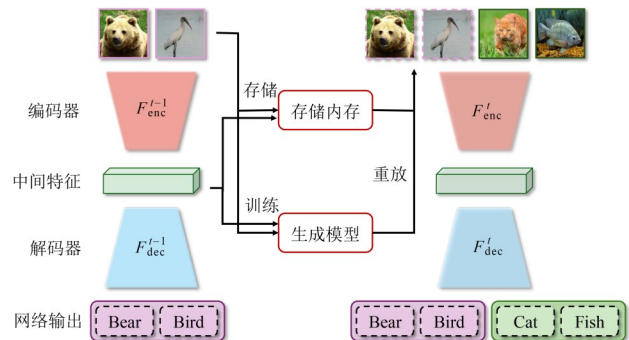 存储
编码器
F_enc^{t-1}
存储内存
F_enc^t
中间特征
重放
训练
解码器
F_dec^{t-1}
生成模型
F_dec^t
网络输出
Bear Bird
Bear Bird Cat Fish